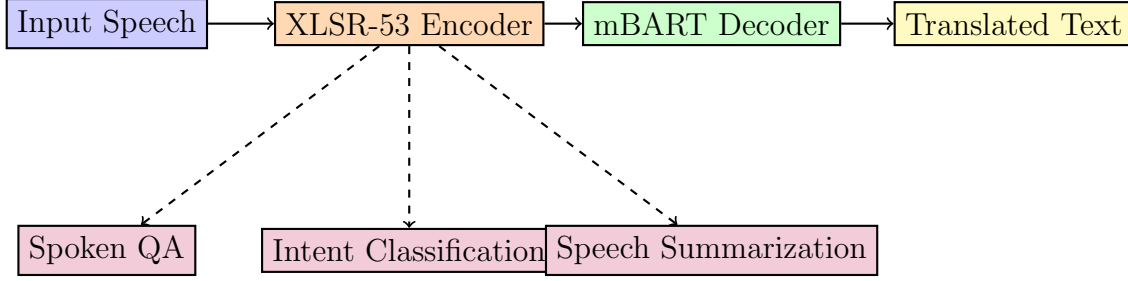 Input Speech
XLSR-53 Encoder
mBART Decoder
Translated Text
Spoken QA
Intent Classification
Speech Summarization